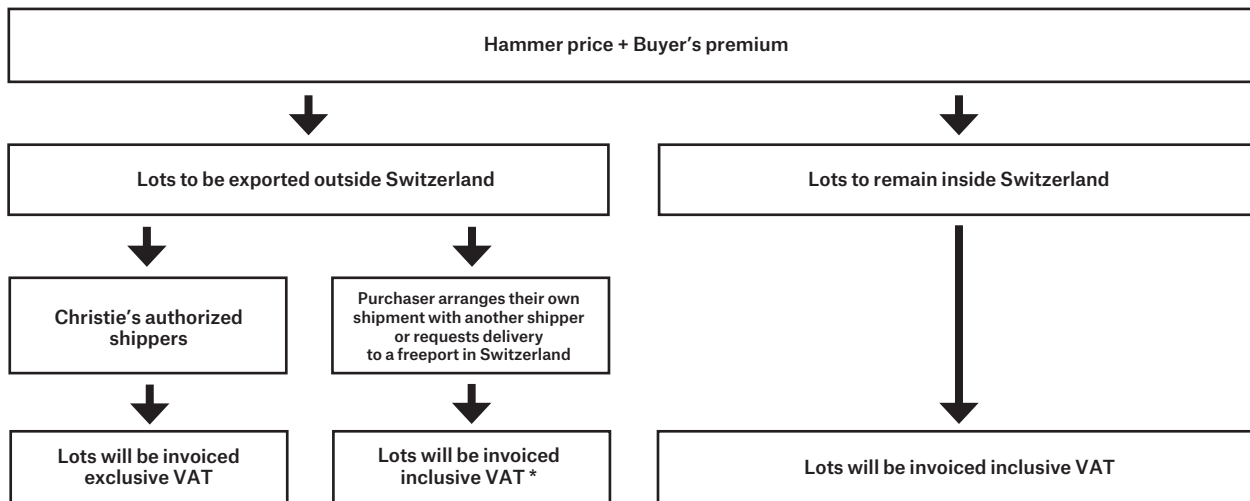 Hammer price + Buyer’s premium
Lots to be exported outside Switzerland
Lots to remain inside Switzerland
Christie’s authorized
shippers
Purchaser arranges their own
shipment with another shipper
or requests delivery
to a freeport in Switzerland
Lots will be invoiced
exclusive VAT
Lots will be invoiced
inclusive VAT *
Lots will be invoiced inclusive VAT